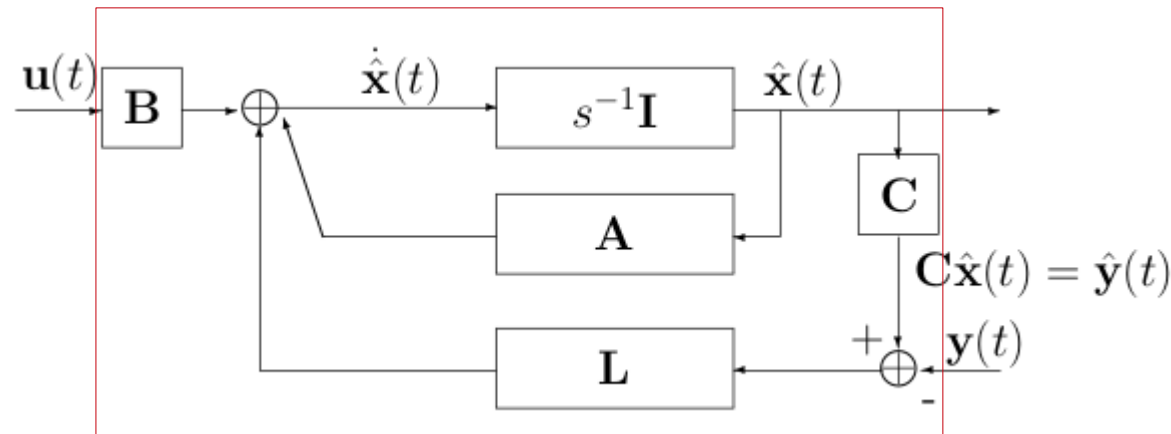 u(t)
B
ẋ̂(t)
s⁻¹I
x̂(t)
A
C
Cx̂(t) = ŷ(t)
L
+
y(t)
-